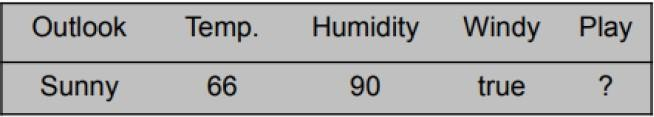 Outlook Temp. Humidity Windy Play
Sunny 66 90 true ?